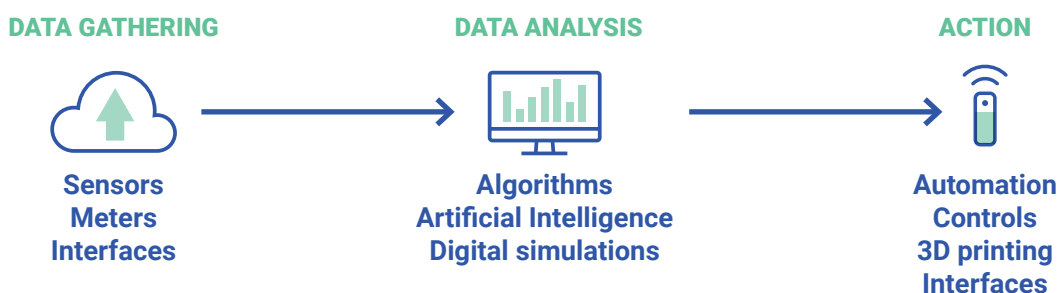 DATA GATHERING
Sensors
Meters
Interfaces
DATA ANALYSIS
Algorithms
Artificial Intelligence
Digital simulations
ACTION
Automation
Controls
3D printing
Interfaces